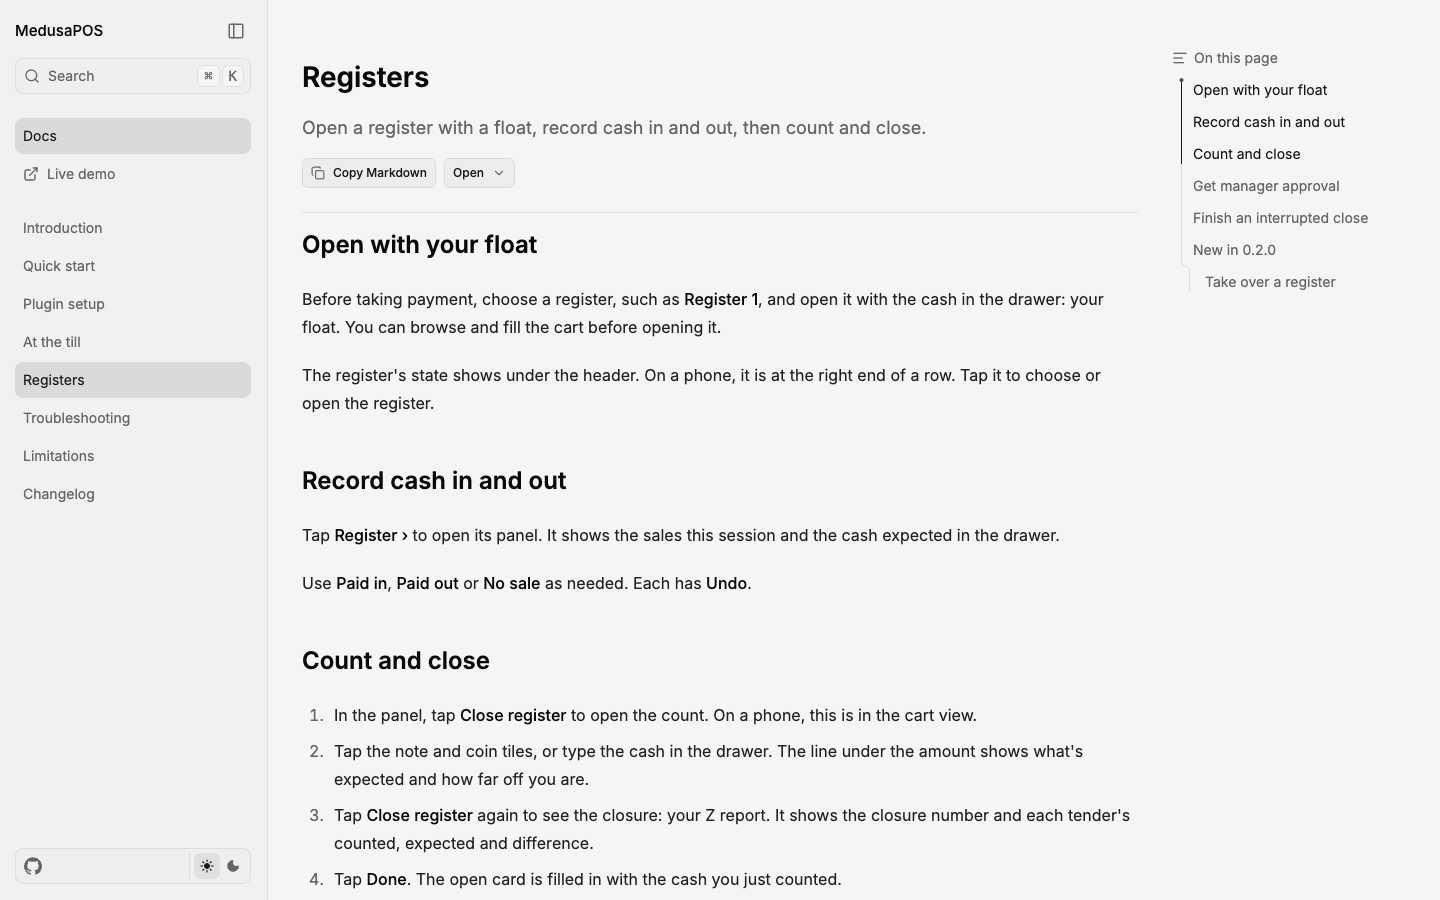 MedusaPOS
Search
⌘ K
Docs
Live demo
Introduction
Quick start
Plugin setup
At the till
Registers
Troubleshooting
Limitations
Changelog
Registers
Open a register with a float, record cash in and out, then count and close.
Copy Markdown
Open
Open with your float
Before taking payment, choose a register, such as Register 1, and open it with the cash in the drawer: your
float. You can browse and fill the cart before opening it.
The register's state shows under the header. On a phone, it is at the right end of a row. Tap it to choose or
open the register.
Record cash in and out
Tap Register › to open its panel. It shows the sales this session and the cash expected in the drawer.
Use Paid in, Paid out or No sale as needed. Each has Undo.
Count and close
1. In the panel, tap Close register to open the count. On a phone, this is in the cart view.
2. Tap the note and coin tiles, or type the cash in the drawer. The line under the amount shows what's
expected and how far off you are.
3. Tap Close register again to see the closure: your Z report. It shows the closure number and each tender's
counted, expected and difference.
4. Tap Done. The open card is filled in with the cash you just counted.
On this page
Open with your float
Record cash in and out
Count and close
Get manager approval
Finish an interrupted close
New in 0.2.0
Take over a register